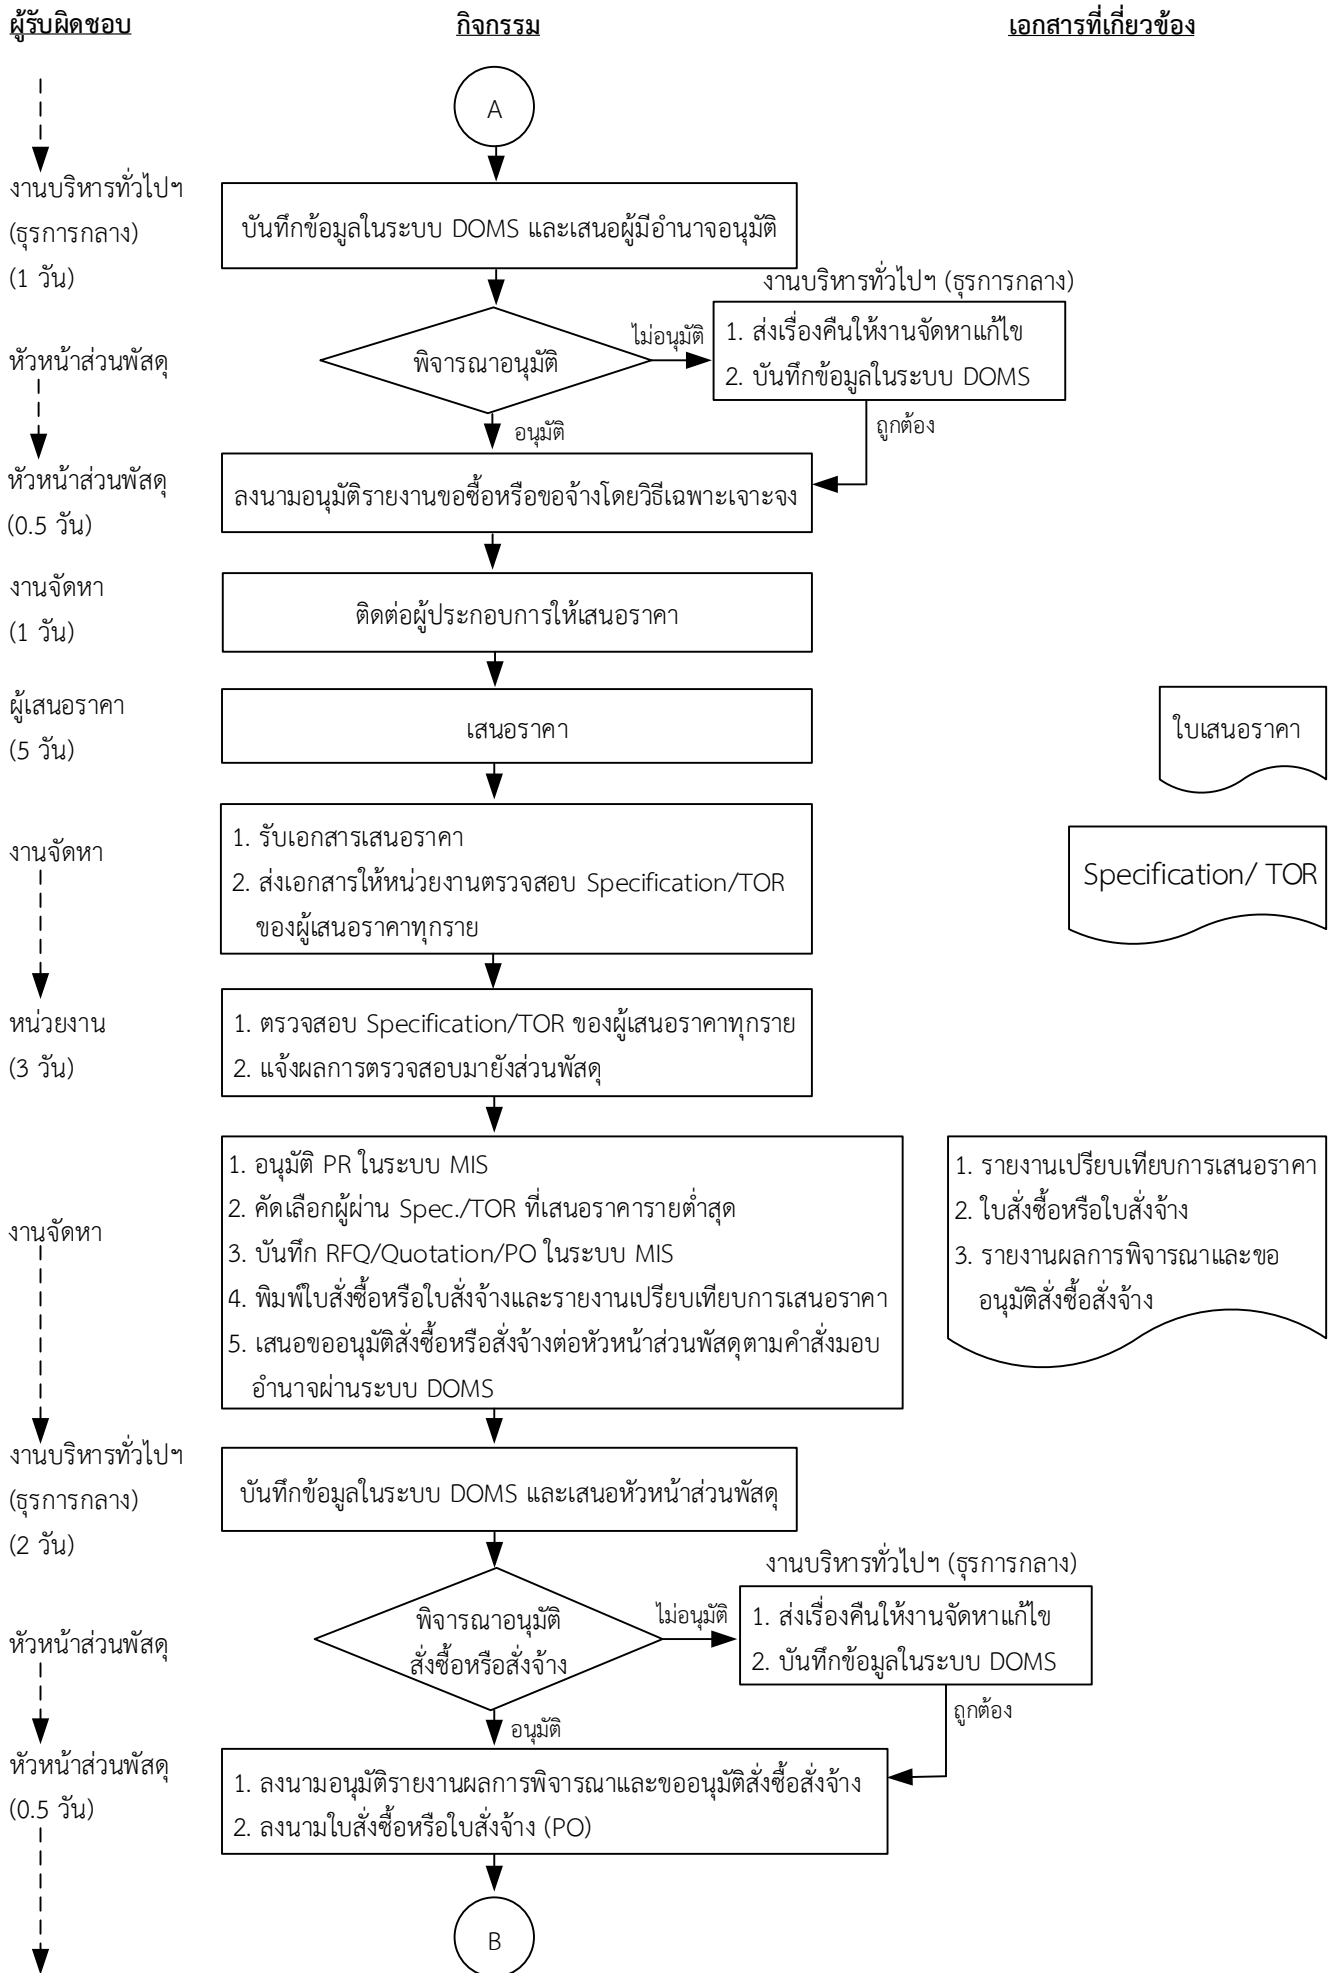 ผู้รับผิดชอบ
กิจกรรม
เอกสารที่เกี่ยวข้อง
A
งานบริหารทั่วไปฯ
(ธุรการกลาง)
(1 วัน)
บันทึกข้อมูลในระบบ DOMS และเสนอผู้มีอำนาจอนุมัติ
งานบริหารทั่วไปฯ (ธุรการกลาง)
หัวหน้าส่วนพัสดุ
พิจารณาอนุมัติ
ไม่อนุมัติ
1. ส่งเรื่องคืนให้งานจัดหาแก้ไข
2. บันทึกข้อมูลในระบบ DOMS
อนุมัติ
ถูกต้อง
หัวหน้าส่วนพัสดุ
(0.5 วัน)
ลงนามอนุมัติรายงานขอซื้อหรือขอจ้างโดยวิธีเฉพาะเจาะจง
งานจัดหา
(1 วัน)
ติดต่อผู้ประกอบการให้เสนอราคา
ผู้เสนอราคา
(5 วัน)
เสนอราคา
ใบเสนอราคา
งานจัดหา
1. รับเอกสารเสนอราคา
2. ส่งเอกสารให้หน่วยงานตรวจสอบ Specification/TOR
ของผู้เสนอราคาทุกราย
Specification/ TOR
หน่วยงาน
(3 วัน)
1. ตรวจสอบ Specification/TOR ของผู้เสนอราคาทุกราย
2. แจ้งผลการตรวจสอบมายังส่วนพัสดุ
งานจัดหา
1. อนุมัติ PR ในระบบ MIS
2. คัดเลือกผู้ผ่าน Spec./TOR ที่เสนอราคารายต่ำสุด
3. บันทึก RFQ/Quotation/PO ในระบบ MIS
4. พิมพ์ใบสั่งซื้อหรือใบสั่งจ้างและรายงานเปรียบเทียบการเสนอราคา
5. เสนอขออนุมัติสั่งซื้อหรือสั่งจ้างต่อหัวหน้าส่วนพัสดุตามคำสั่งมอบ
อำนาจผ่านระบบ DOMS
1. รายงานเปรียบเทียบการเสนอราคา
2. ใบสั่งซื้อหรือใบสั่งจ้าง
3. รายงานผลการพิจารณาและขอ
อนุมัติสั่งซื้อสั่งจ้าง
งานบริหารทั่วไปฯ
(ธุรการกลาง)
(2 วัน)
บันทึกข้อมูลในระบบ DOMS และเสนอหัวหน้าส่วนพัสดุ
งานบริหารทั่วไปฯ (ธุรการกลาง)
หัวหน้าส่วนพัสดุ
พิจารณาอนุมัติ
สั่งซื้อหรือสั่งจ้าง
ไม่อนุมัติ
1. ส่งเรื่องคืนให้งานจัดหาแก้ไข
2. บันทึกข้อมูลในระบบ DOMS
อนุมัติ
ถูกต้อง
หัวหน้าส่วนพัสดุ
(0.5 วัน)
1. ลงนามอนุมัติรายงานผลการพิจารณาและขออนุมัติสั่งซื้อสั่งจ้าง
2. ลงนามใบสั่งซื้อหรือใบสั่งจ้าง (PO)
B